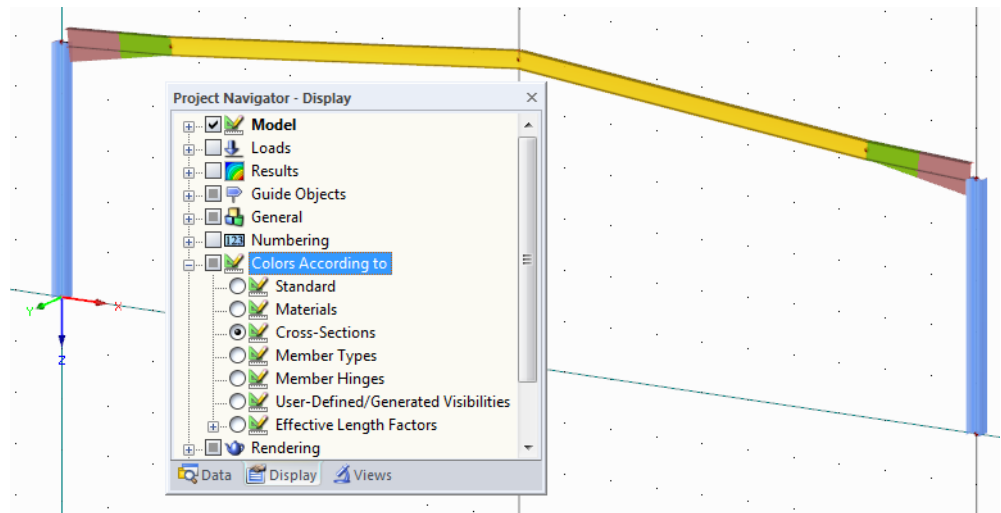 Project Navigator - Display
Model
Loads
Results
Guide Objects
General
123 Numbering
Colors According to
Standard
Materials
Cross-Sections
Member Types
Member Hinges
User-Defined/Generated Visibilities
Effective Length Factors
Rendering
Data Display Views
X
Y
Z